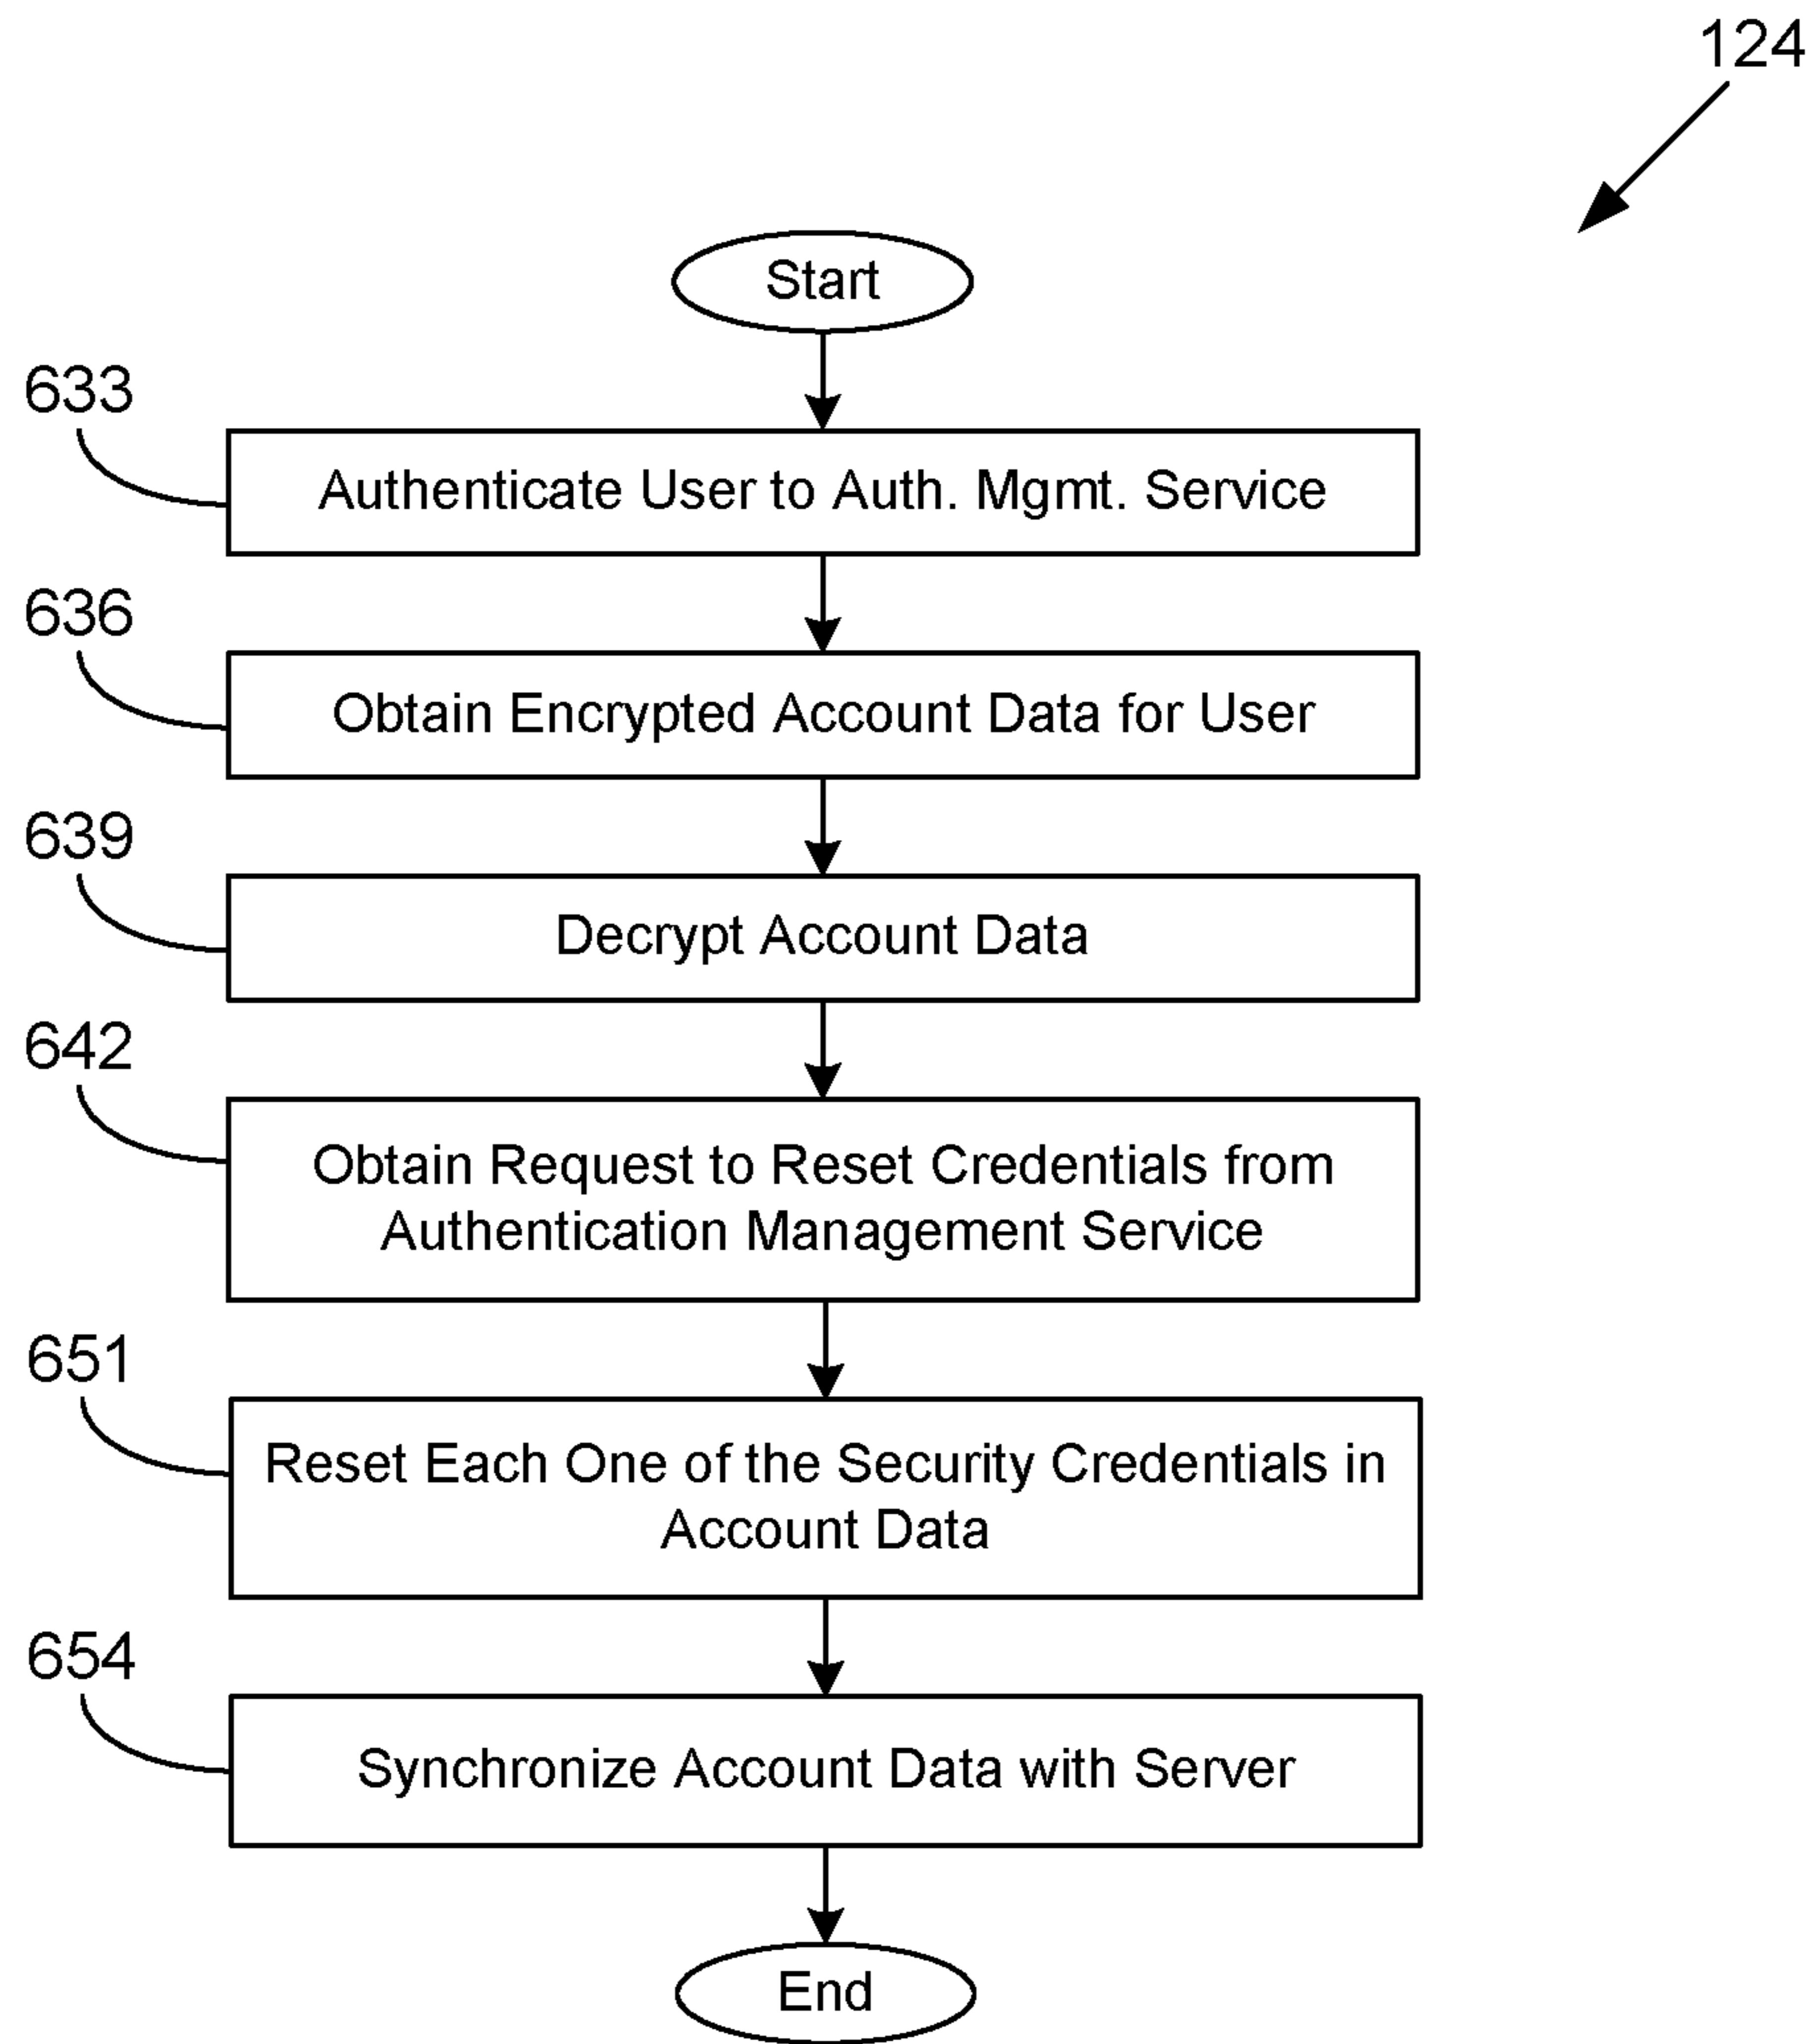 124
Start
633
Authenticate User to Auth. Mgmt. Service
636
Obtain Encrypted Account Data for User
639
Decrypt Account Data
642
Obtain Request to Reset Credentials from
Authentication Management Service
651
Reset Each One of the Security Credentials in
Account Data
654
Synchronize Account Data with Server
End